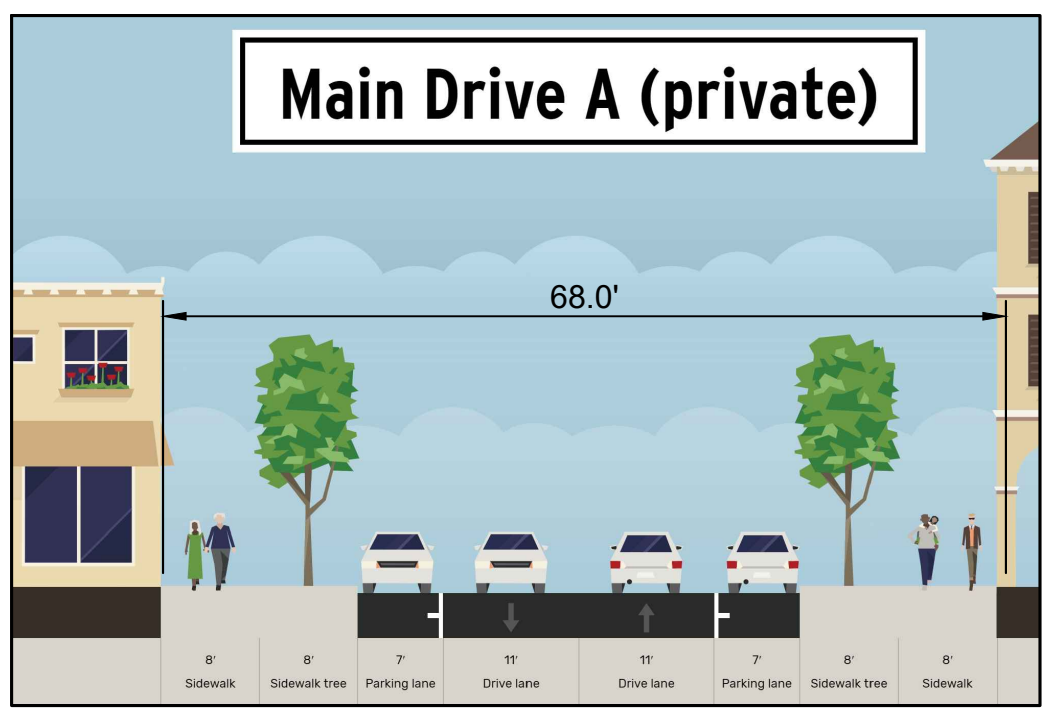 Main Drive A (private)
68.0'
8' 8' 7' 11' 11' 7' 8' 8'
Sidewalk Sidewalk tree Parking lane Drive lane Drive lane Parking lane Sidewalk tree Sidewalk